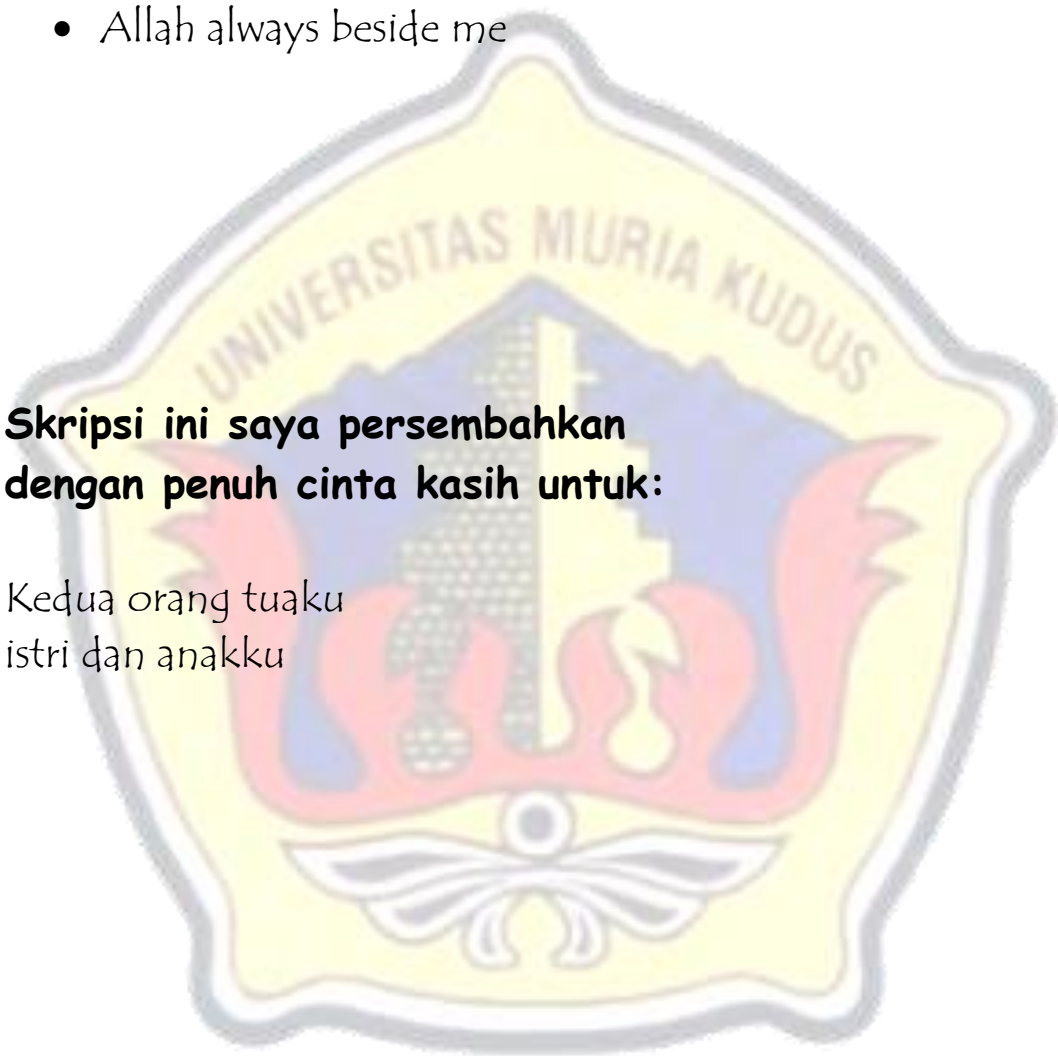 • Allah always beside me
UNIVERSITAS MURIA KUDUS
Skripsi ini saya persembahkan
dengan penuh cinta kasih untuk:
Kedua orang tuaku
istri dan anakku